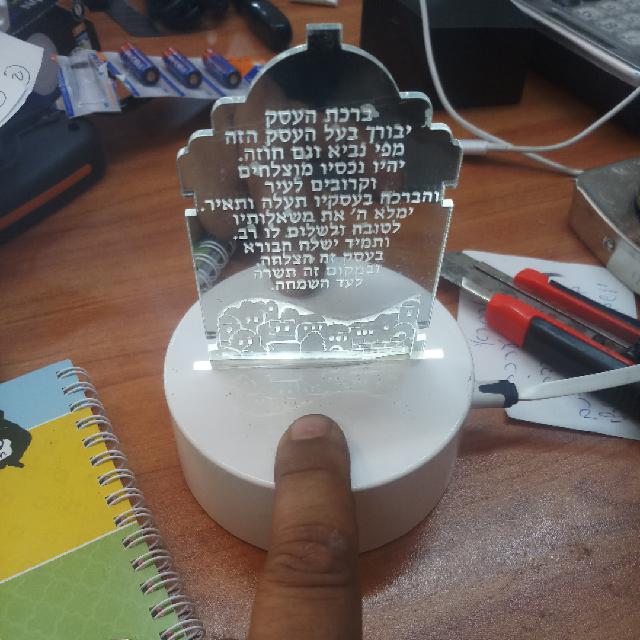 ברכת העסק
יבורך בעל העסק הזה
מפי נביא וגם חוזה.
יהיו נכסיו מוצלחים
וקרובים לעיר
והברכה בעסקיו תעלה ותאיר.
ימלא ה' את משאלותיו
לטובה ולשלום לו רב.
ותמיד ישלח הבורא
בעסק זה הצלחה
ובמקום זה תשרה
לעד השמחה.